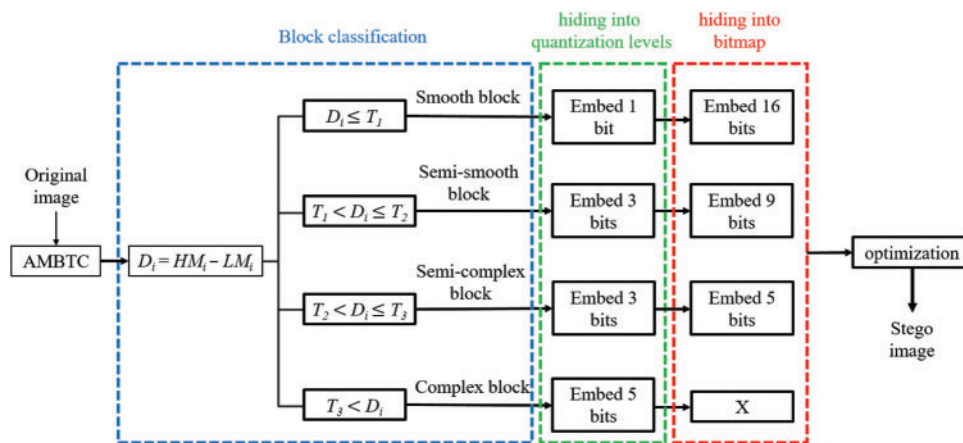 Block classification
hiding into
quantization levels
hiding into
bitmap
Original
image
AMBTC
D_i = HM_i − LM_i
D_i ≤ T_1
Smooth block
Embed 1
bit
Embed 16
bits
T_1 < D_i ≤ T_2
Semi-smooth
block
Embed 3
bits
Embed 9
bits
T_2 < D_i ≤ T_3
Semi-complex
block
Embed 3
bits
Embed 5
bits
T_3 < D_i
Complex block
Embed 5
bits
X
optimization
Stego
image